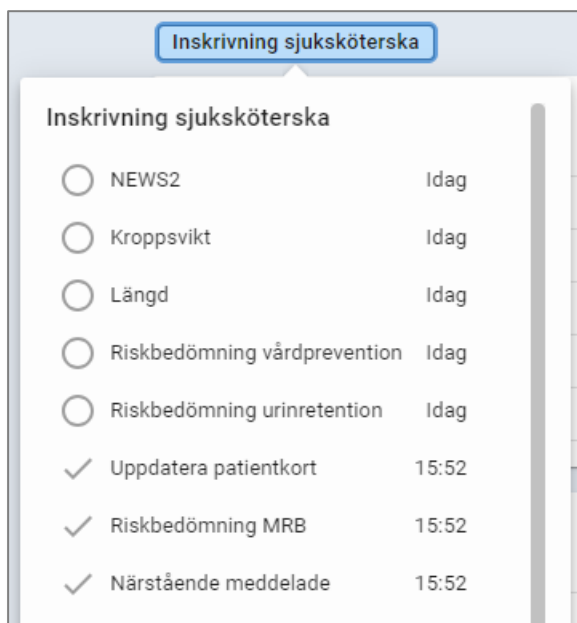 Inskrivning sjuksköterska
Inskrivning sjuksköterska
NEWS2 Idag
Kroppsvikt Idag
Längd Idag
Riskbedömning vårdprevention Idag
Riskbedömning urinretention Idag
Uppdatera patientkort 15:52
Riskbedömning MRB 15:52
Närstående meddelade 15:52